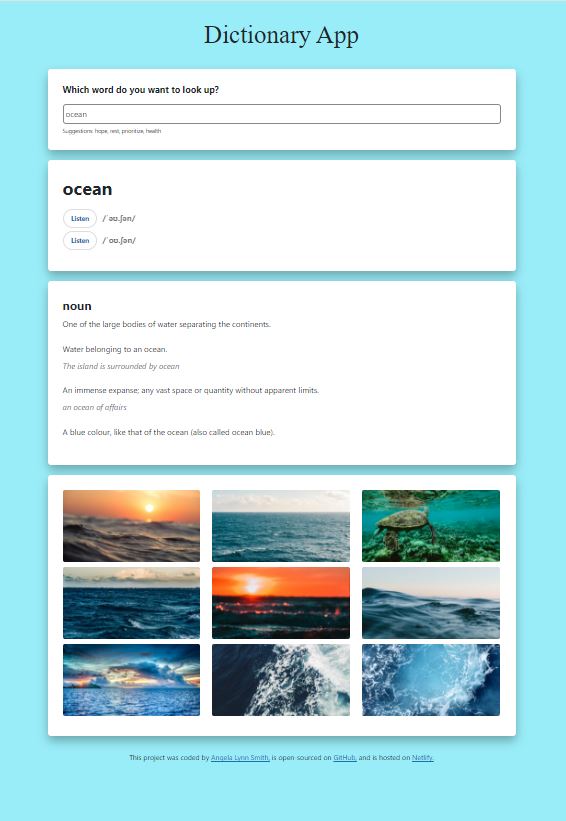 Dictionary App
Which word do you want to look up?
ocean
Suggestions: hope, rest, prioritize, health
ocean
Listen /ˈəʊ.ʃən/
Listen /ˈoʊ.ʃən/
noun
One of the large bodies of water separating the continents.
Water belonging to an ocean.
The island is surrounded by ocean
An immense expanse; any vast space or quantity without apparent limits.
an ocean of affairs
A blue colour, like that of the ocean (also called ocean blue).
This project was coded by Angela Lynn Smith, is open-sourced on GitHub, and is hosted on Netlify.